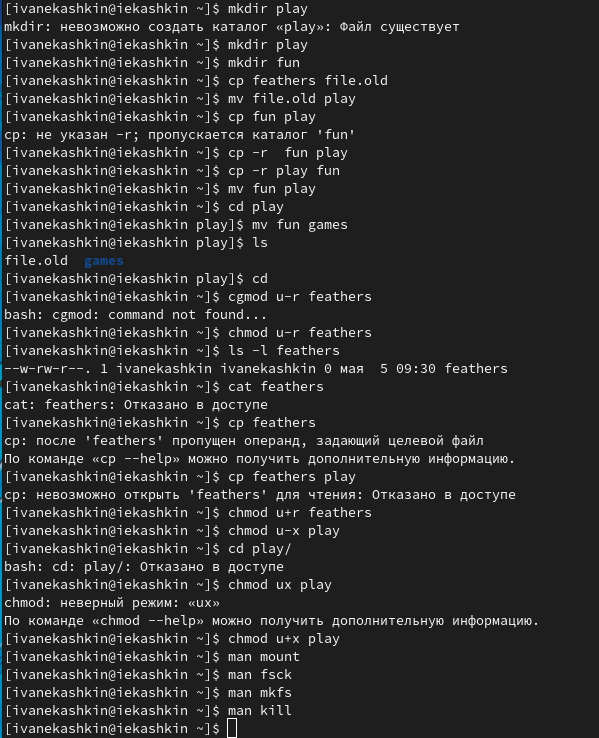 [ivanekashkin@iekashkin ~]$ mkdir play
mkdir: невозможно создать каталог «play»: Файл существует
[ivanekashkin@iekashkin ~]$ mkdir play
[ivanekashkin@iekashkin ~]$ mkdir fun
[ivanekashkin@iekashkin ~]$ cp feathers file.old
[ivanekashkin@iekashkin ~]$ mv file.old play
[ivanekashkin@iekashkin ~]$ cp fun play
cp: не указан -r; пропускается каталог 'fun'
[ivanekashkin@iekashkin ~]$ cp -r  fun play
[ivanekashkin@iekashkin ~]$ cp -r play fun
[ivanekashkin@iekashkin ~]$ mv fun play
[ivanekashkin@iekashkin ~]$ cd play
[ivanekashkin@iekashkin play]$ mv fun games
[ivanekashkin@iekashkin play]$ ls
file.old  games
[ivanekashkin@iekashkin play]$ cd
[ivanekashkin@iekashkin ~]$ cgmod u-r feathers
bash: cgmod: command not found...
[ivanekashkin@iekashkin ~]$ chmod u-r feathers
[ivanekashkin@iekashkin ~]$ ls -l feathers
--w-rw-r--. 1 ivanekashkin ivanekashkin 0 мая  5 09:30 feathers
[ivanekashkin@iekashkin ~]$ cat feathers
cat: feathers: Отказано в доступе
[ivanekashkin@iekashkin ~]$ cp feathers
cp: после 'feathers' пропущен операнд, задающий целевой файл
По команде «cp --help» можно получить дополнительную информацию.
[ivanekashkin@iekashkin ~]$ cp feathers play
cp: невозможно открыть 'feathers' для чтения: Отказано в доступе
[ivanekashkin@iekashkin ~]$ chmod u+r feathers
[ivanekashkin@iekashkin ~]$ chmod u-x play
[ivanekashkin@iekashkin ~]$ cd play/
bash: cd: play/: Отказано в доступе
[ivanekashkin@iekashkin ~]$ chmod ux play
chmod: неверный режим: «ux»
По команде «chmod --help» можно получить дополнительную информацию.
[ivanekashkin@iekashkin ~]$ chmod u+x play
[ivanekashkin@iekashkin ~]$ man mount
[ivanekashkin@iekashkin ~]$ man fsck
[ivanekashkin@iekashkin ~]$ man mkfs
[ivanekashkin@iekashkin ~]$ man kill
[ivanekashkin@iekashkin ~]$